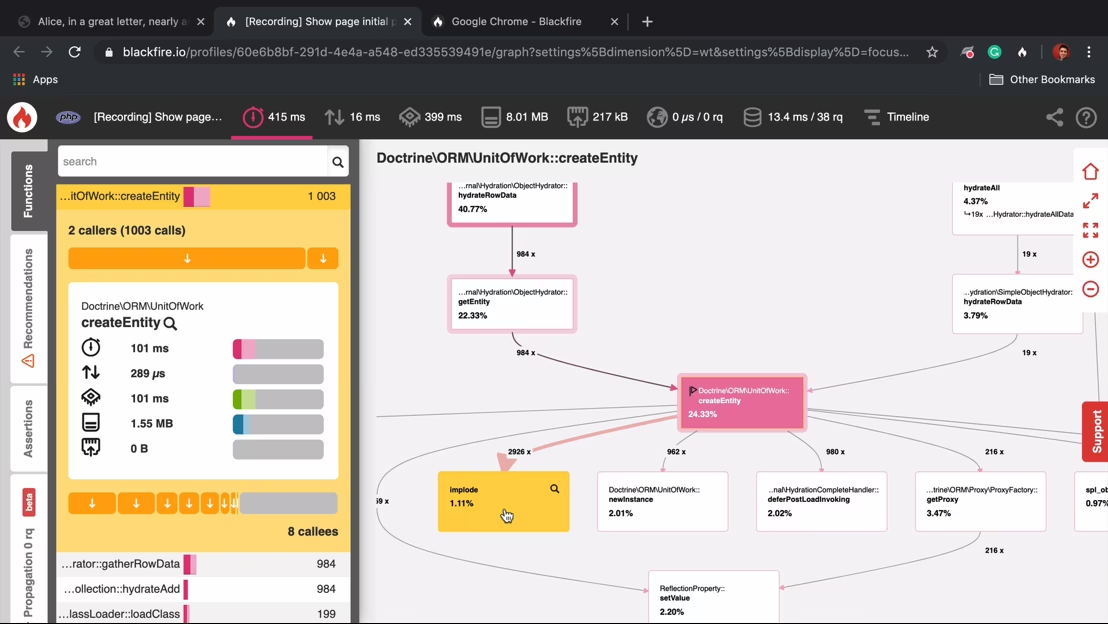 Alice, in a great letter, nearly a
[Recording] Show page initial p
Google Chrome - Blackfire
blackfire.io/profiles/60e6b8bf-291d-4e4a-a548-ed335539491e/graph?settings%5Bdimension%5D=wt&settings%5Bdisplay%5D=focus...
Apps
Other Bookmarks
php
[Recording] Show page...
415 ms
16 ms
399 ms
8.01 MB
217 kB
0 µs / 0 rq
13.4 ms / 38 rq
Timeline
Functions
Recommendations
Assertions
beta
Propagation 0 rq
search
...itOfWork::createEntity
1 003
2 callers (1003 calls)
Doctrine\ORM\UnitOfWork
createEntity
101 ms
289 µs
101 ms
1.55 MB
0 B
8 callees
...rator::gatherRowData
984
...ollection::hydrateAdd
984
...lassLoader::loadClass
199
Doctrine\ORM\UnitOfWork::createEntity
...rnal\Hydration\ObjectHydrator::
hydrateRowData
40.77%
hydrateAll
4.37%
↳19x ...Hydrator::hydrateAllData
984 x
19 x
...rnal\Hydration\ObjectHydrator::
getEntity
22.33%
...ydration\SimpleObjectHydrator::
hydrateRowData
3.79%
984 x
19 x
Doctrine\ORM\UnitOfWork::
createEntity
24.33%
Support
2926 x
962 x
980 x
216 x
implode
1.11%
Doctrine\ORM\UnitOfWork::
newInstance
2.01%
...nal\HydrationCompleteHandler::
deferPostLoadInvoking
2.02%
...trine\ORM\Proxy\ProxyFactory::
getProxy
3.47%
spl_ob
0.97%
69 x
216 x
ReflectionProperty::
setValue
2.20%